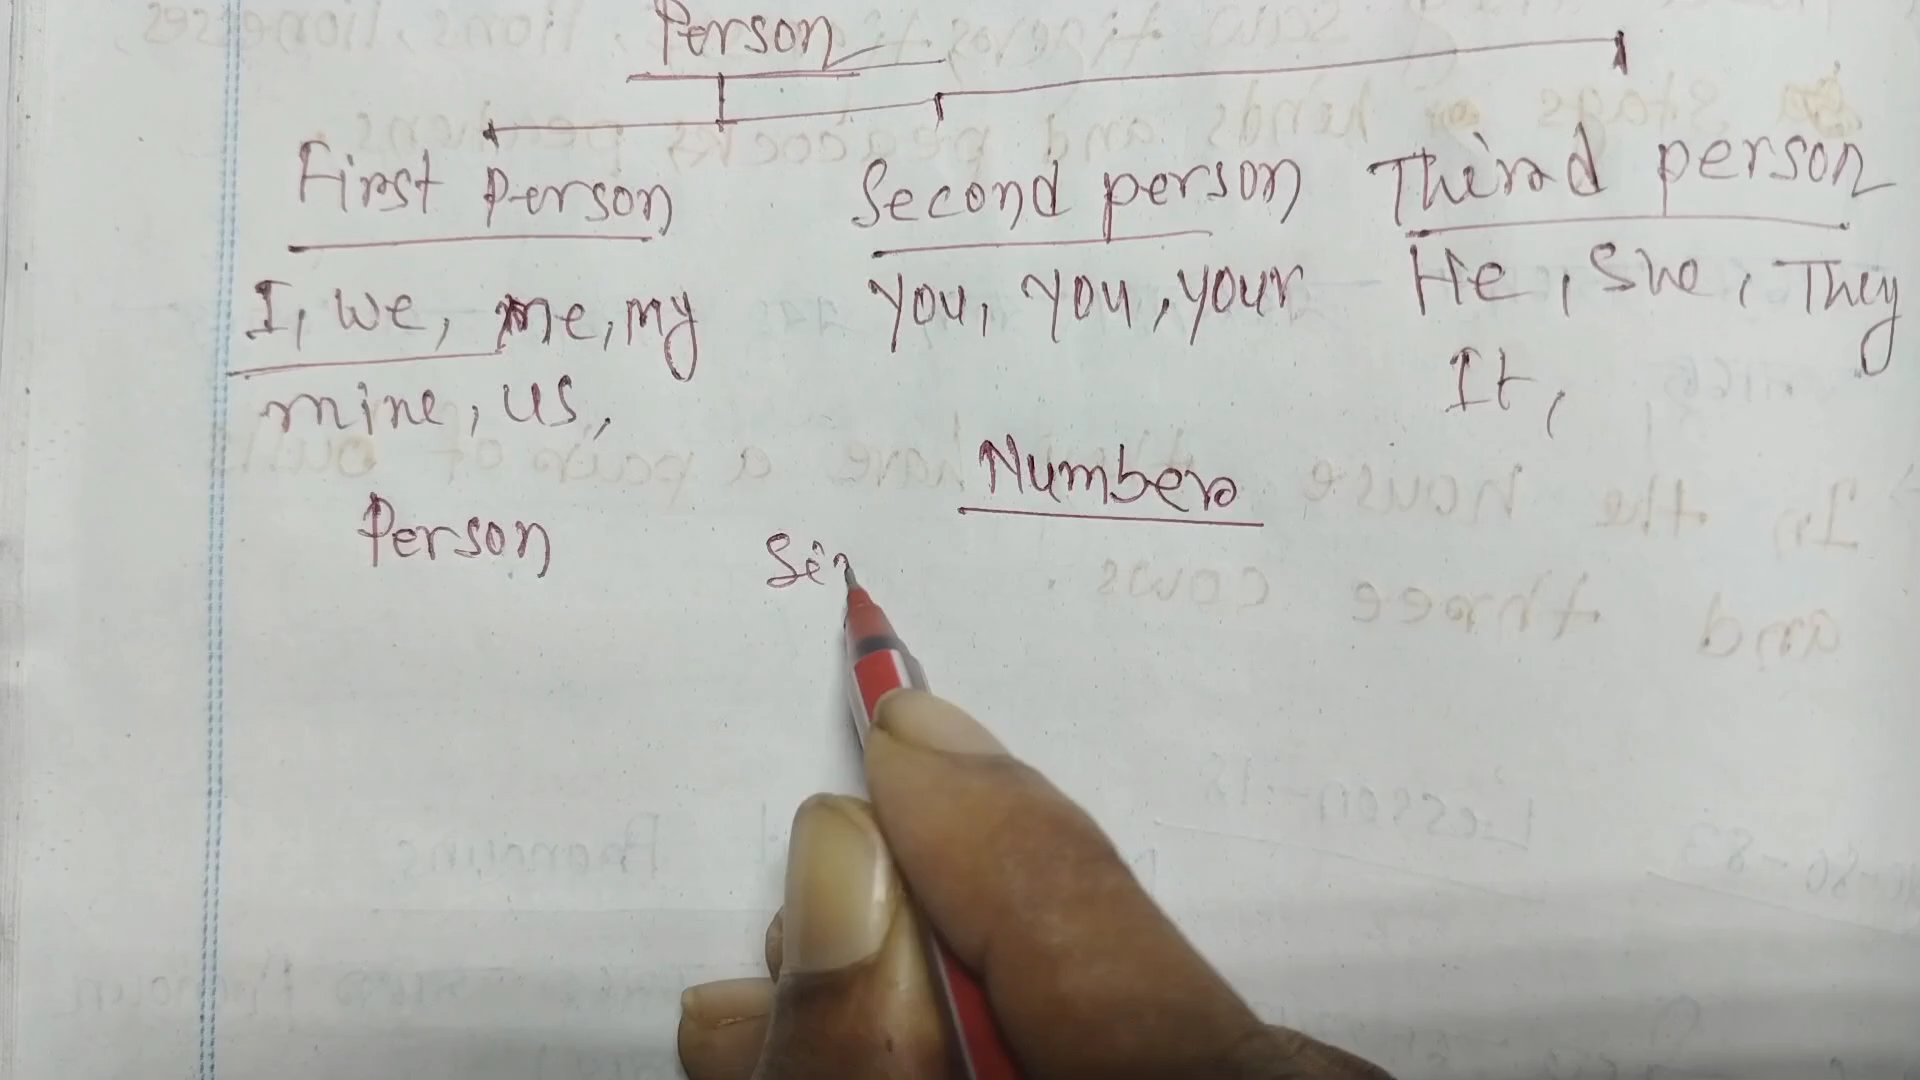 Person
First Person Second person Third person
I, we, me, my You, You, your He, She, They
mine, us, It,
Number
Person Sin